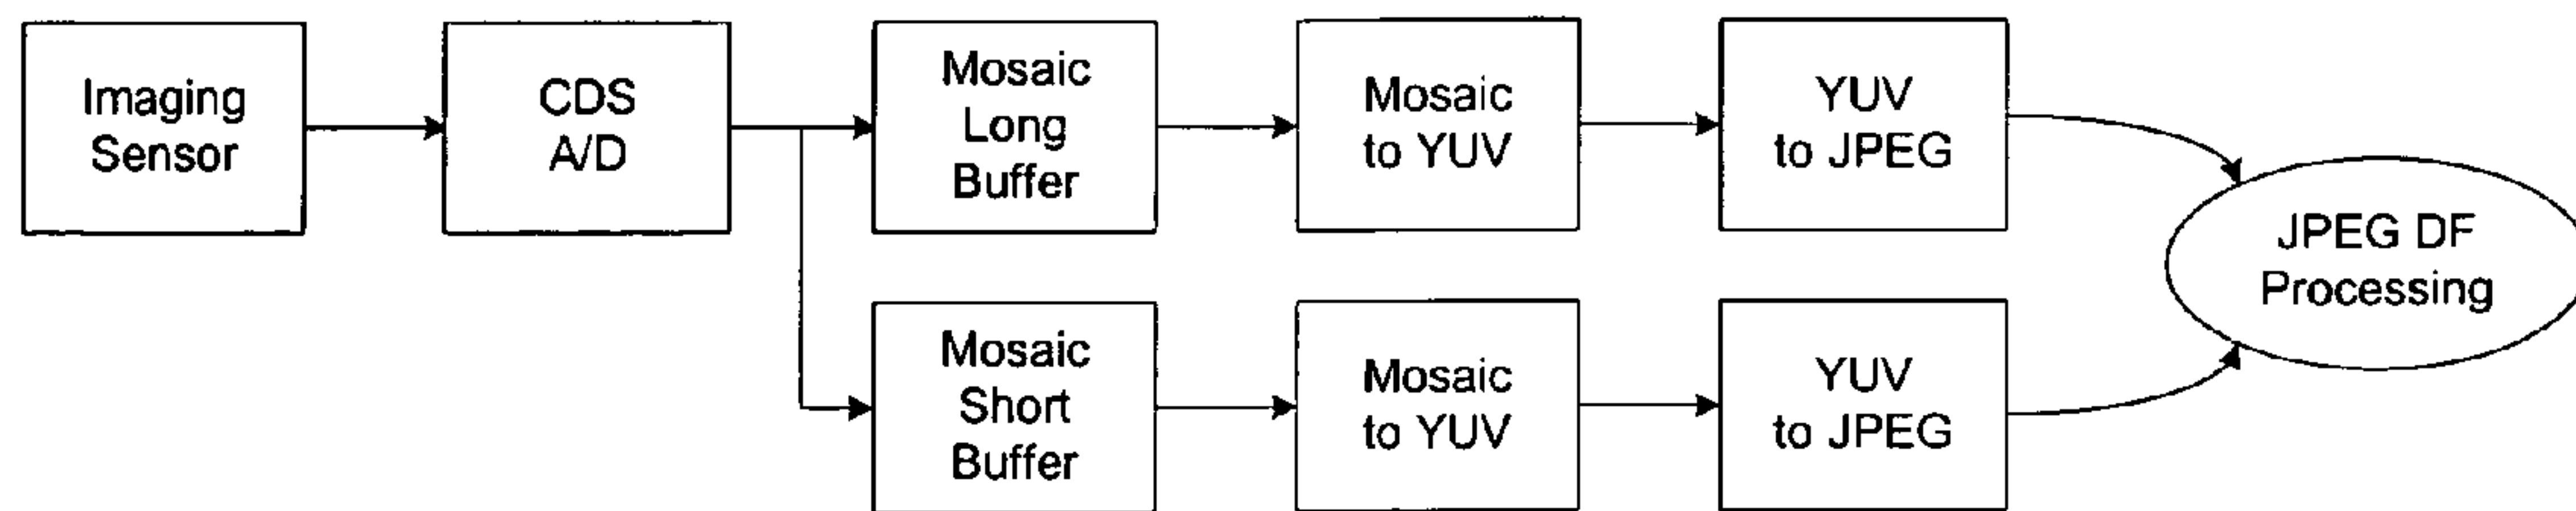 Imaging
Sensor
CDS
A/D
Mosaic
Long
Buffer
Mosaic
to YUV
YUV
to JPEG
JPEG DF
Processing
Mosaic
Short
Buffer
Mosaic
to YUV
YUV
to JPEG